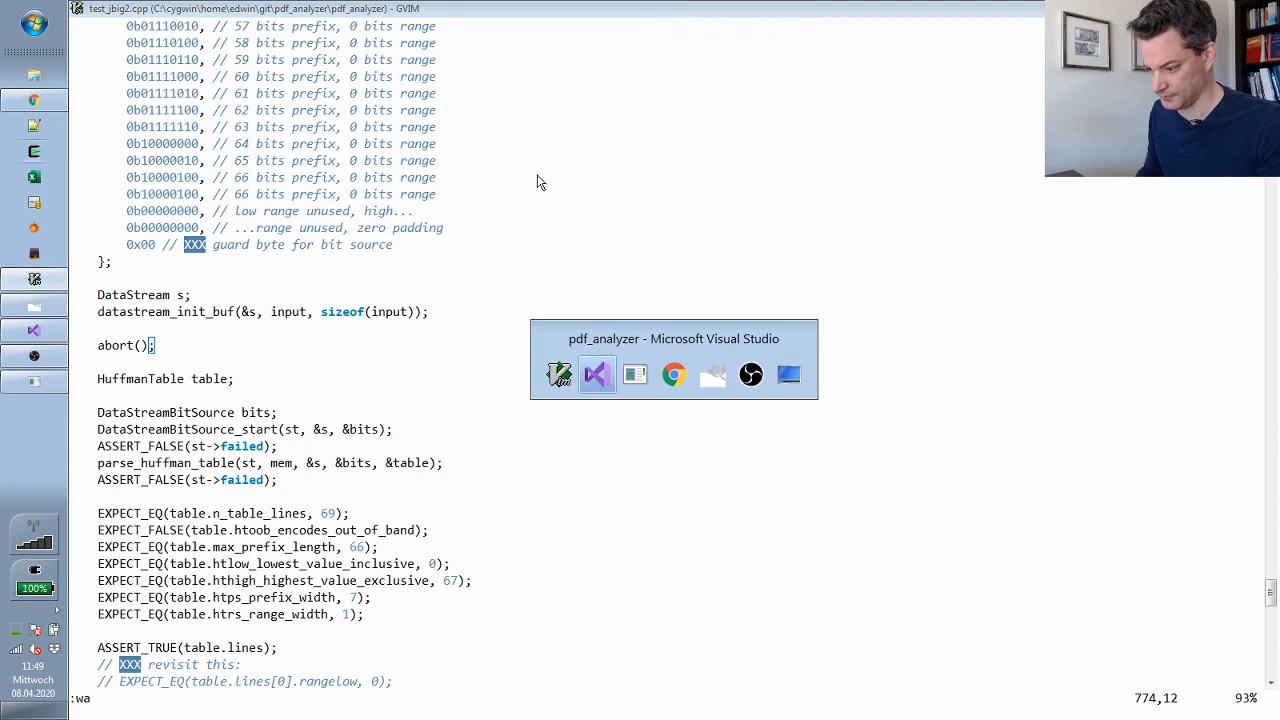 test_jbig2.cpp (C:\cygwin\home\edwin\git\pdf_analyzer\pdf_analyzer) - GVIM
0b01110010, // 57 bits prefix, 0 bits range
0b01110100, // 58 bits prefix, 0 bits range
0b01110110, // 59 bits prefix, 0 bits range
0b01111000, // 60 bits prefix, 0 bits range
0b01111010, // 61 bits prefix, 0 bits range
0b01111100, // 62 bits prefix, 0 bits range
0b01111110, // 63 bits prefix, 0 bits range
0b10000000, // 64 bits prefix, 0 bits range
0b10000010, // 65 bits prefix, 0 bits range
0b10000100, // 66 bits prefix, 0 bits range
0b10000100, // 66 bits prefix, 0 bits range
0b00000000, // low range unused, high...
0b00000000, // ...range unused, zero padding
0x00 // XXX guard byte for bit source
};
DataStream s;
datastream_init_buf(&s, input, sizeof(input));
pdf_analyzer - Microsoft Visual Studio
abort();
HuffmanTable table;
DataStreamBitSource bits;
DataStreamBitSource_start(st, &s, &bits);
ASSERT_FALSE(st->failed);
parse_huffman_table(st, mem, &s, &bits, &table);
ASSERT_FALSE(st->failed);
EXPECT_EQ(table.n_table_lines, 69);
EXPECT_FALSE(table.htoob_encodes_out_of_band);
EXPECT_EQ(table.max_prefix_length, 66);
EXPECT_EQ(table.htlow_lowest_value_inclusive, 0);
EXPECT_EQ(table.hthigh_highest_value_exclusive, 67);
EXPECT_EQ(table.htps_prefix_width, 7);
EXPECT_EQ(table.htrs_range_width, 1);
ASSERT_TRUE(table.lines);
// XXX revisit this:
// EXPECT_EQ(table.lines[0].rangelow, 0);
:wa
774,12
93%
100%
11:49
Mittwoch
08.04.2020